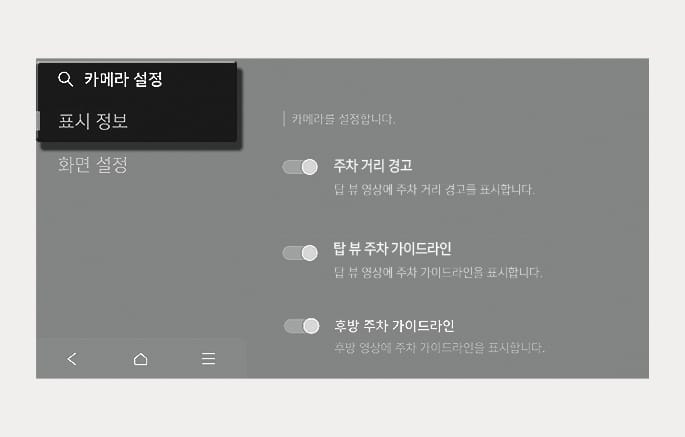 카메라 설정
표시 정보
화면 설정
카메라를 설정합니다.
주차 거리 경고
탑 뷰 영상에 주차 거리 경고를 표시합니다.
탑 뷰 주차 가이드라인
탑 뷰 영상에 주차 가이드라인을 표시합니다.
후방 주차 가이드라인
후방 영상에 주차 가이드라인을 표시합니다.